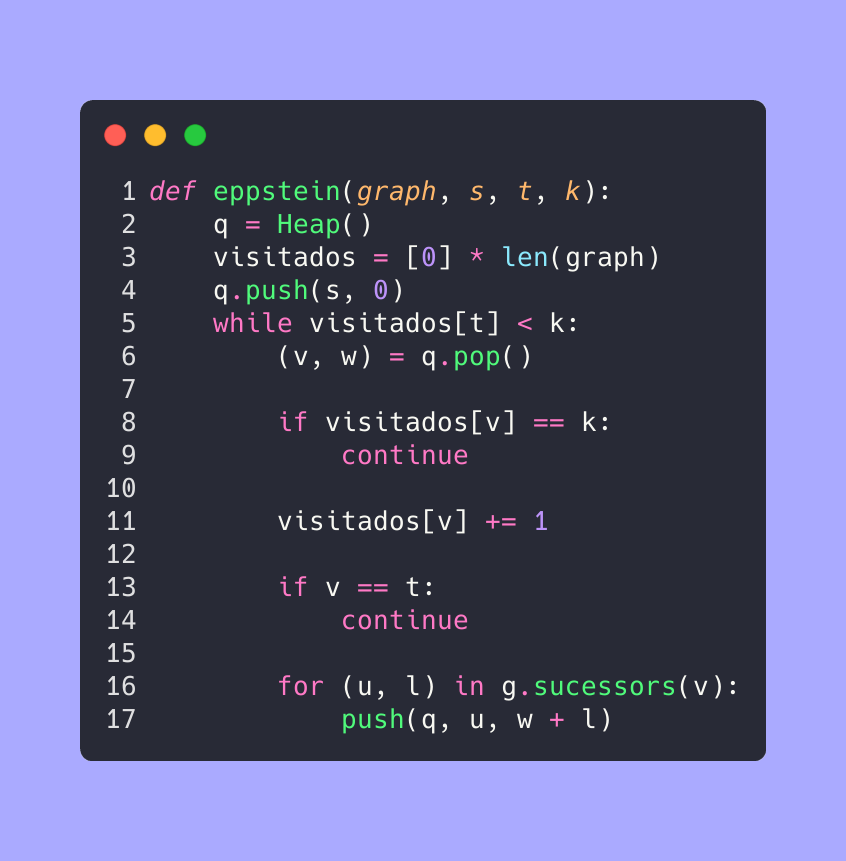 1 def eppstein(graph, s, t, k):
2     q = Heap()
3     visitados = [0] * len(graph)
4     q.push(s, 0)
5     while visitados[t] < k:
6         (v, w) = q.pop()
7
8         if visitados[v] == k:
9             continue
10
11         visitados[v] += 1
12
13         if v == t:
14             continue
15
16         for (u, l) in g.sucessors(v):
17             push(q, u, w + l)